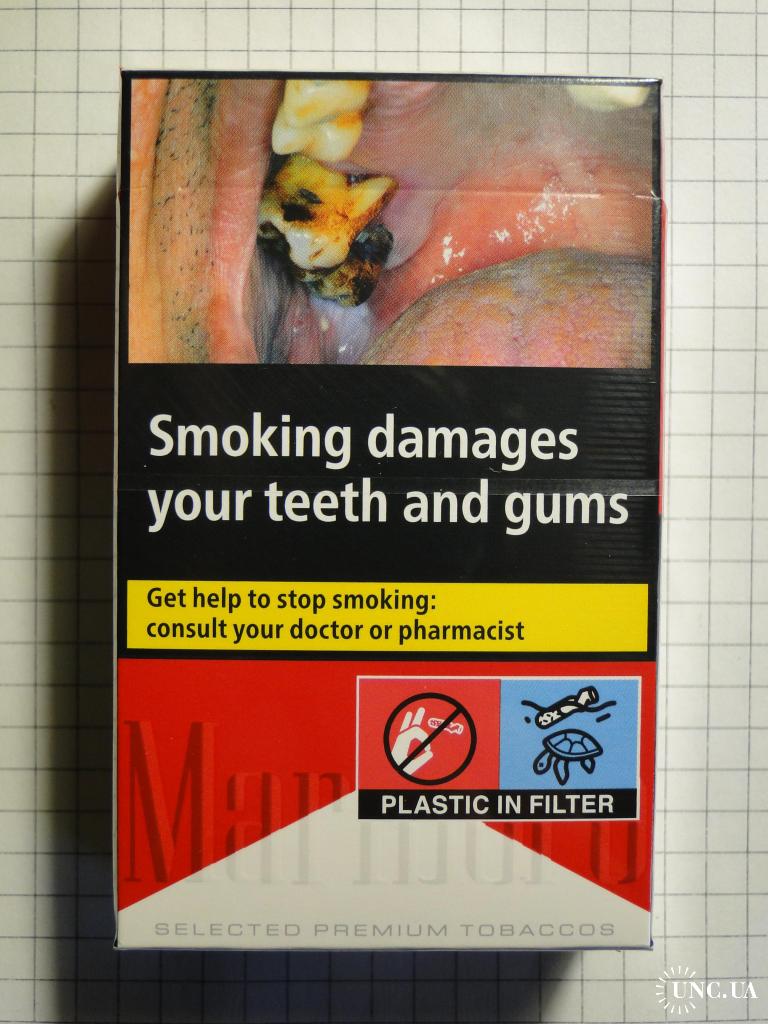 Smoking damages
your teeth and gums
Get help to stop smoking:
consult your doctor or pharmacist
PLASTIC IN FILTER
Marlboro
SELECTED PREMIUM TOBACCOS
UNC.UA